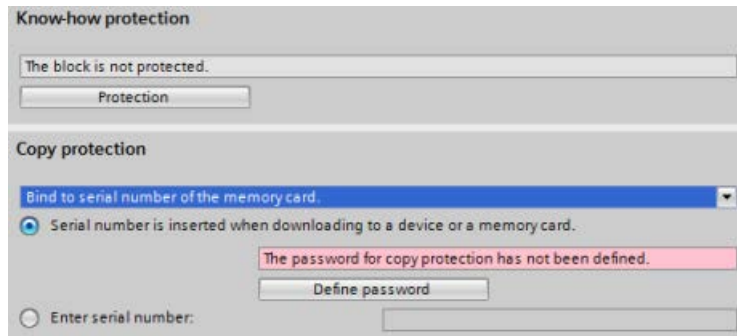 Know-how protection
The block is not protected.
Protection
Copy protection
Bind to serial number of the memory card.
Serial number is inserted when downloading to a device or a memory card.
The password for copy protection has not been defined.
Define password
Enter serial number: